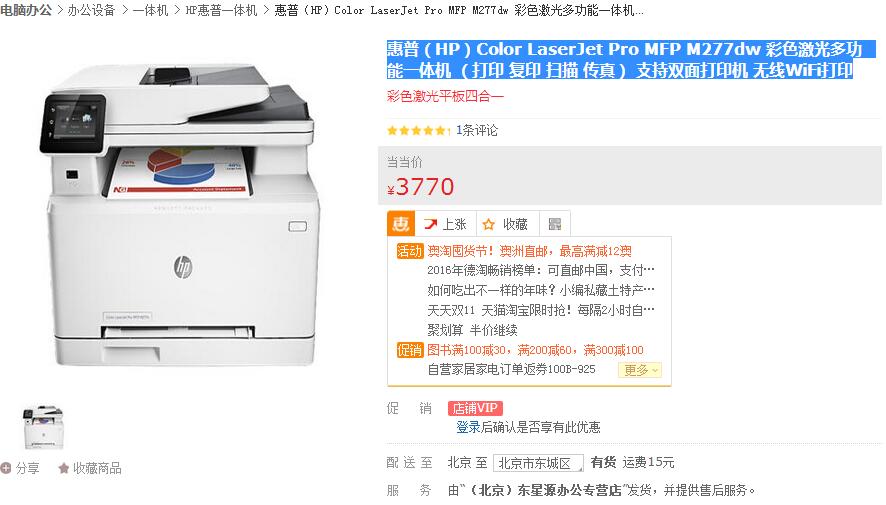 电脑办公 > 办公设备 > 一体机 > HP惠普一体机 > 惠普（HP）Color LaserJet Pro MFP M277dw 彩色激光多功能一体机...
惠普（HP）Color LaserJet Pro MFP M277dw 彩色激光多功
能一体机 （打印 复印 扫描 传真） 支持双面打印机 无线WiFi打印
彩色激光平板四合一
1条评论
当当价
¥3770
惠 上涨 收藏
活动 澳淘囤货节！澳洲直邮，最高满减12澳
2016年德淘畅销榜单：可直邮中国，支付…
如何吃出不一样的年味？小编私藏土特产…
天天双11 天猫淘宝限时抢！每隔2小时自…
聚划算 半价继续
促销 图书满100减30，满200减60，满300减100
自营家居家电订单返券100B-925 更多
促 销 店铺VIP
登录后确认是否享有此优惠
配送至 北京 至 北京市东城区 有货 运费15元
服 务 由“（北京）东星源办公专营店”发货，并提供售后服务。
hp
分享 收藏商品